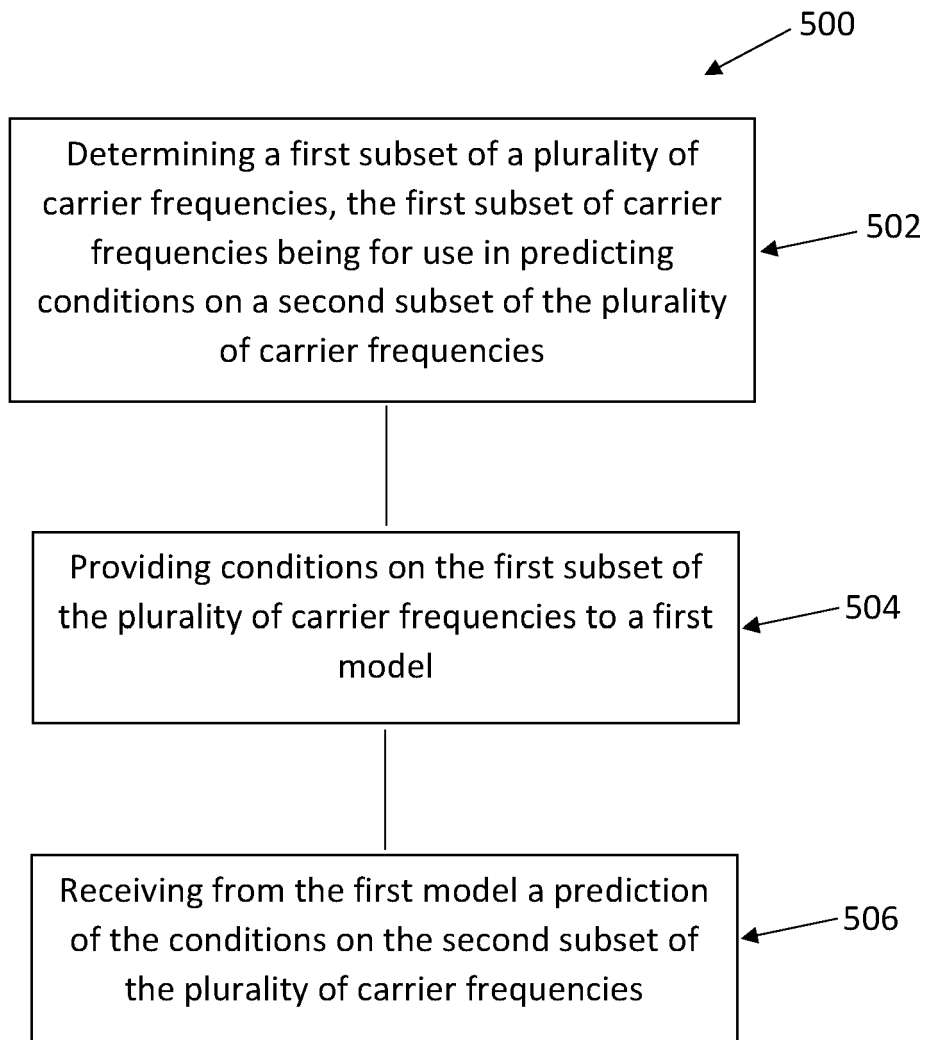 500
Determining a first subset of a plurality of
carrier frequencies, the first subset of carrier
frequencies being for use in predicting
conditions on a second subset of the plurality
of carrier frequencies
502
Providing conditions on the first subset of
the plurality of carrier frequencies to a first
model
504
Receiving from the first model a prediction
of the conditions on the second subset of
the plurality of carrier frequencies
506